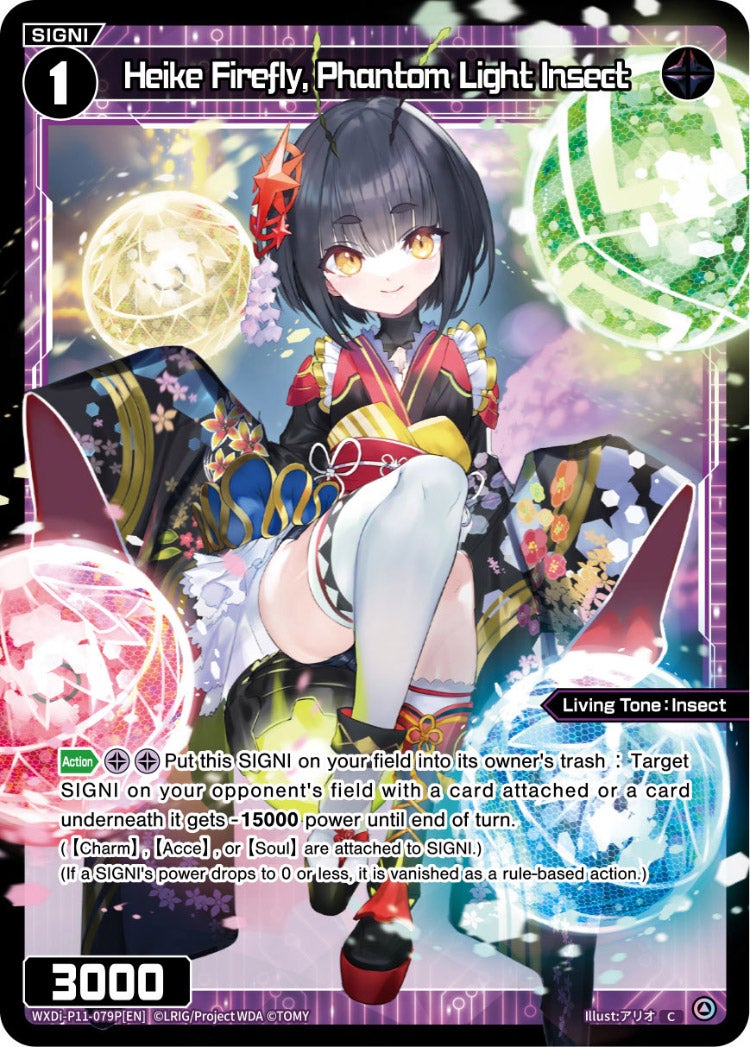 SIGNI
1
Heike Firefly, Phantom Light Insect
Living Tone：Insect
Action Put this SIGNI on your field into its owner's trash： Target
SIGNI on your opponent's field with a card attached or a card
underneath it gets -15000 power until end of turn.
(【Charm】,【Acce】, or【Soul】are attached to SIGNI.)
(If a SIGNI's power drops to 0 or less, it is vanished as a rule-based action.)
3000
WXDi-P11-079P[EN] ©LRIG/Project WDA ©TOMY
Illust:アリオ C